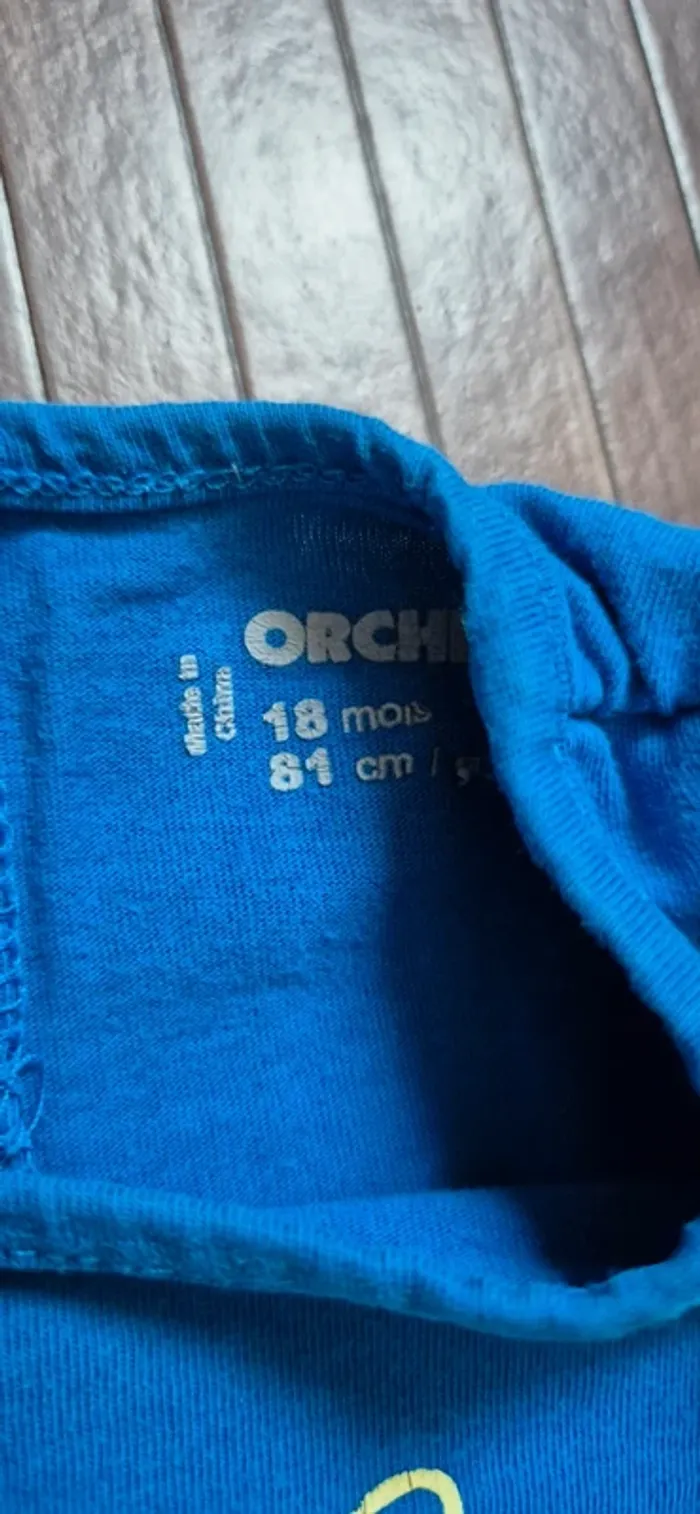 ORCH
Made in
China
18 mois
81 cm /